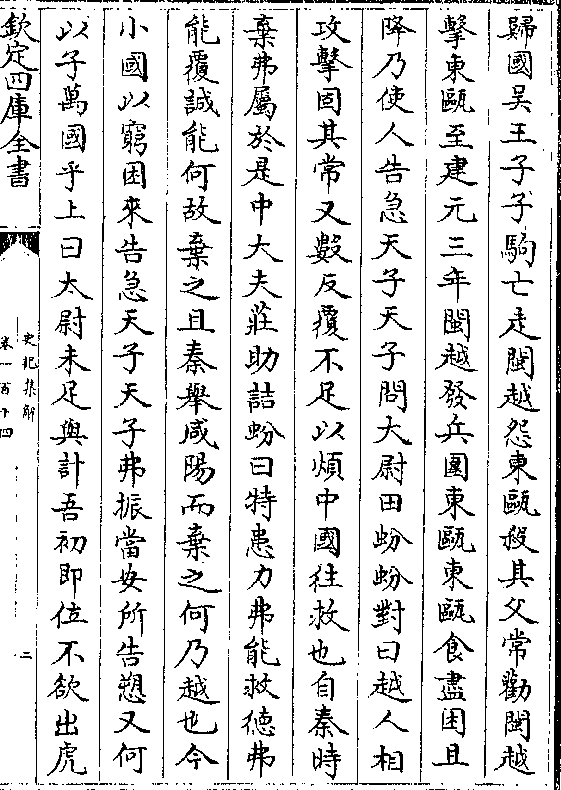 歸國吴王子子駒亡走閩越怨東甌殺其父常勸閩越
擊東甌至建元三年閩越發兵圍東甌東甌食盡困且
降乃使人告急天子天子問大尉田蚡蚡對曰越人相
攻擊固其常又數反覆不足以煩中國往救也自秦時
棄弗屬於是中大夫莊助詰蚡曰特患力弗能救德弗
能覆誠能何故棄之且秦舉咸陽而棄之何乃越也今
小國以窮困來告急天子天子弗振當安所告愬又何
以子萬國乎上曰太尉未足與計吾初即位不欲出虎
欽定四庫全書
史記集解
卷一百十四
二